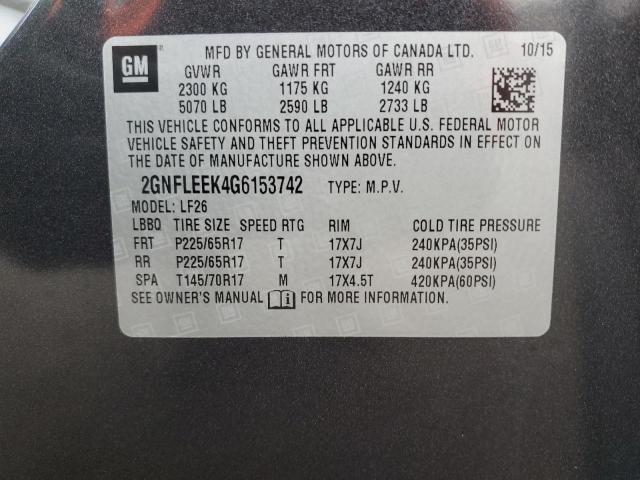 GM ® MFD BY GENERAL MOTORS OF CANADA LTD. 10/15
GVWR GAWR FRT GAWR RR
2300 KG 1175 KG 1240 KG
5070 LB 2590 LB 2733 LB
THIS VEHICLE CONFORMS TO ALL APPLICABLE U.S. FEDERAL MOTOR
VEHICLE SAFETY AND THEFT PREVENTION STANDARDS IN EFFECT ON
THE DATE OF MANUFACTURE SHOWN ABOVE.
2GNFLEEK4G6153742 TYPE: M.P.V.
MODEL: LF26
LBBQ TIRE SIZE SPEED RTG RIM COLD TIRE PRESSURE
FRT P225/65R17 T 17X7J 240KPA(35PSI)
RR P225/65R17 T 17X7J 240KPA(35PSI)
SPA T145/70R17 M 17X4.5T 420KPA(60PSI)
SEE OWNER'S MANUAL FOR MORE INFORMATION.